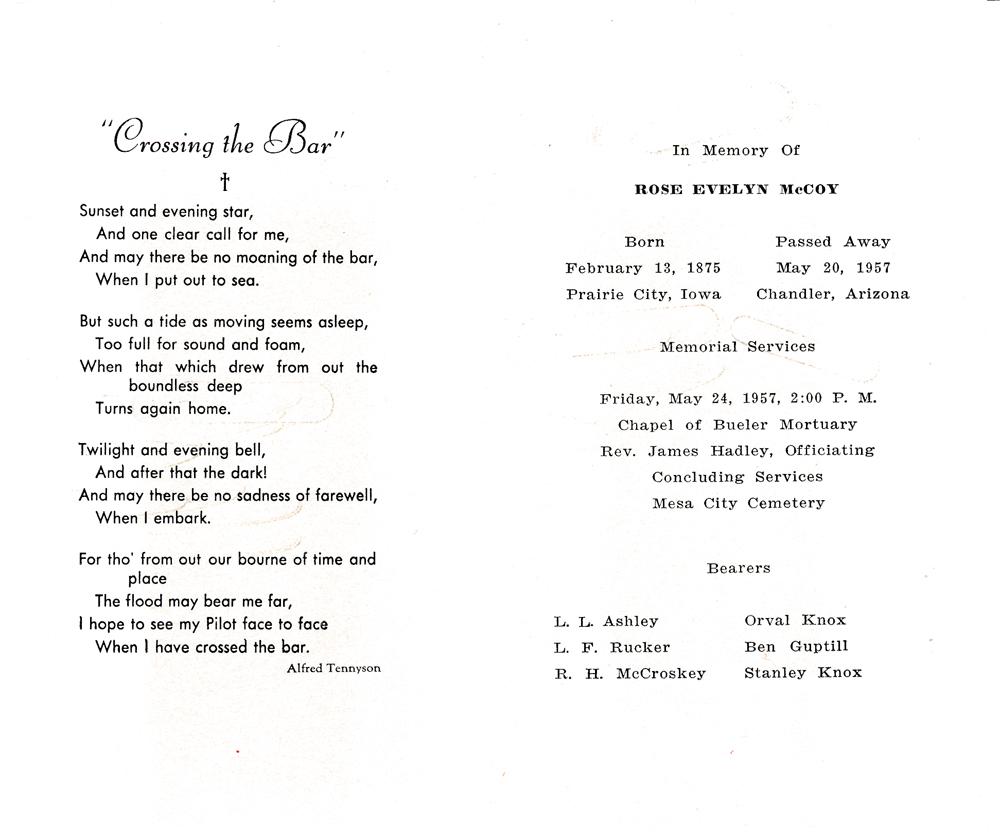 "Crossing the Bar"
Sunset and evening star,
And one clear call for me,
And may there be no moaning of the bar,
When I put out to sea.
But such a tide as moving seems asleep,
Too full for sound and foam,
When that which drew from out the
boundless deep
Turns again home.
Twilight and evening bell,
And after that the dark!
And may there be no sadness of farewell,
When I embark.
For tho' from out our bourne of time and
place
The flood may bear me far,
I hope to see my Pilot face to face
When I have crossed the bar.
Alfred Tennyson
In Memory Of
ROSE EVELYN McCOY
Born
February 13, 1875
Prairie City, Iowa
Passed Away
May 20, 1957
Chandler, Arizona
Memorial Services
Friday, May 24, 1957, 2:00 P. M.
Chapel of Bueler Mortuary
Rev. James Hadley, Officiating
Concluding Services
Mesa City Cemetery
Bearers
L. L. Ashley
L. F. Rucker
R. H. McCroskey
Orval Knox
Ben Guptill
Stanley Knox